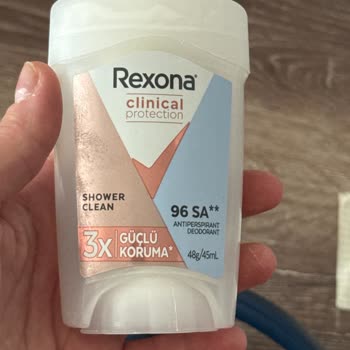 Rexona
clinical
protection
SHOWER
CLEAN
96 SA**
ANTIPERSPIRANT
DEODORANT
3x GÜÇLÜ
KORUMA*
48g/45mL